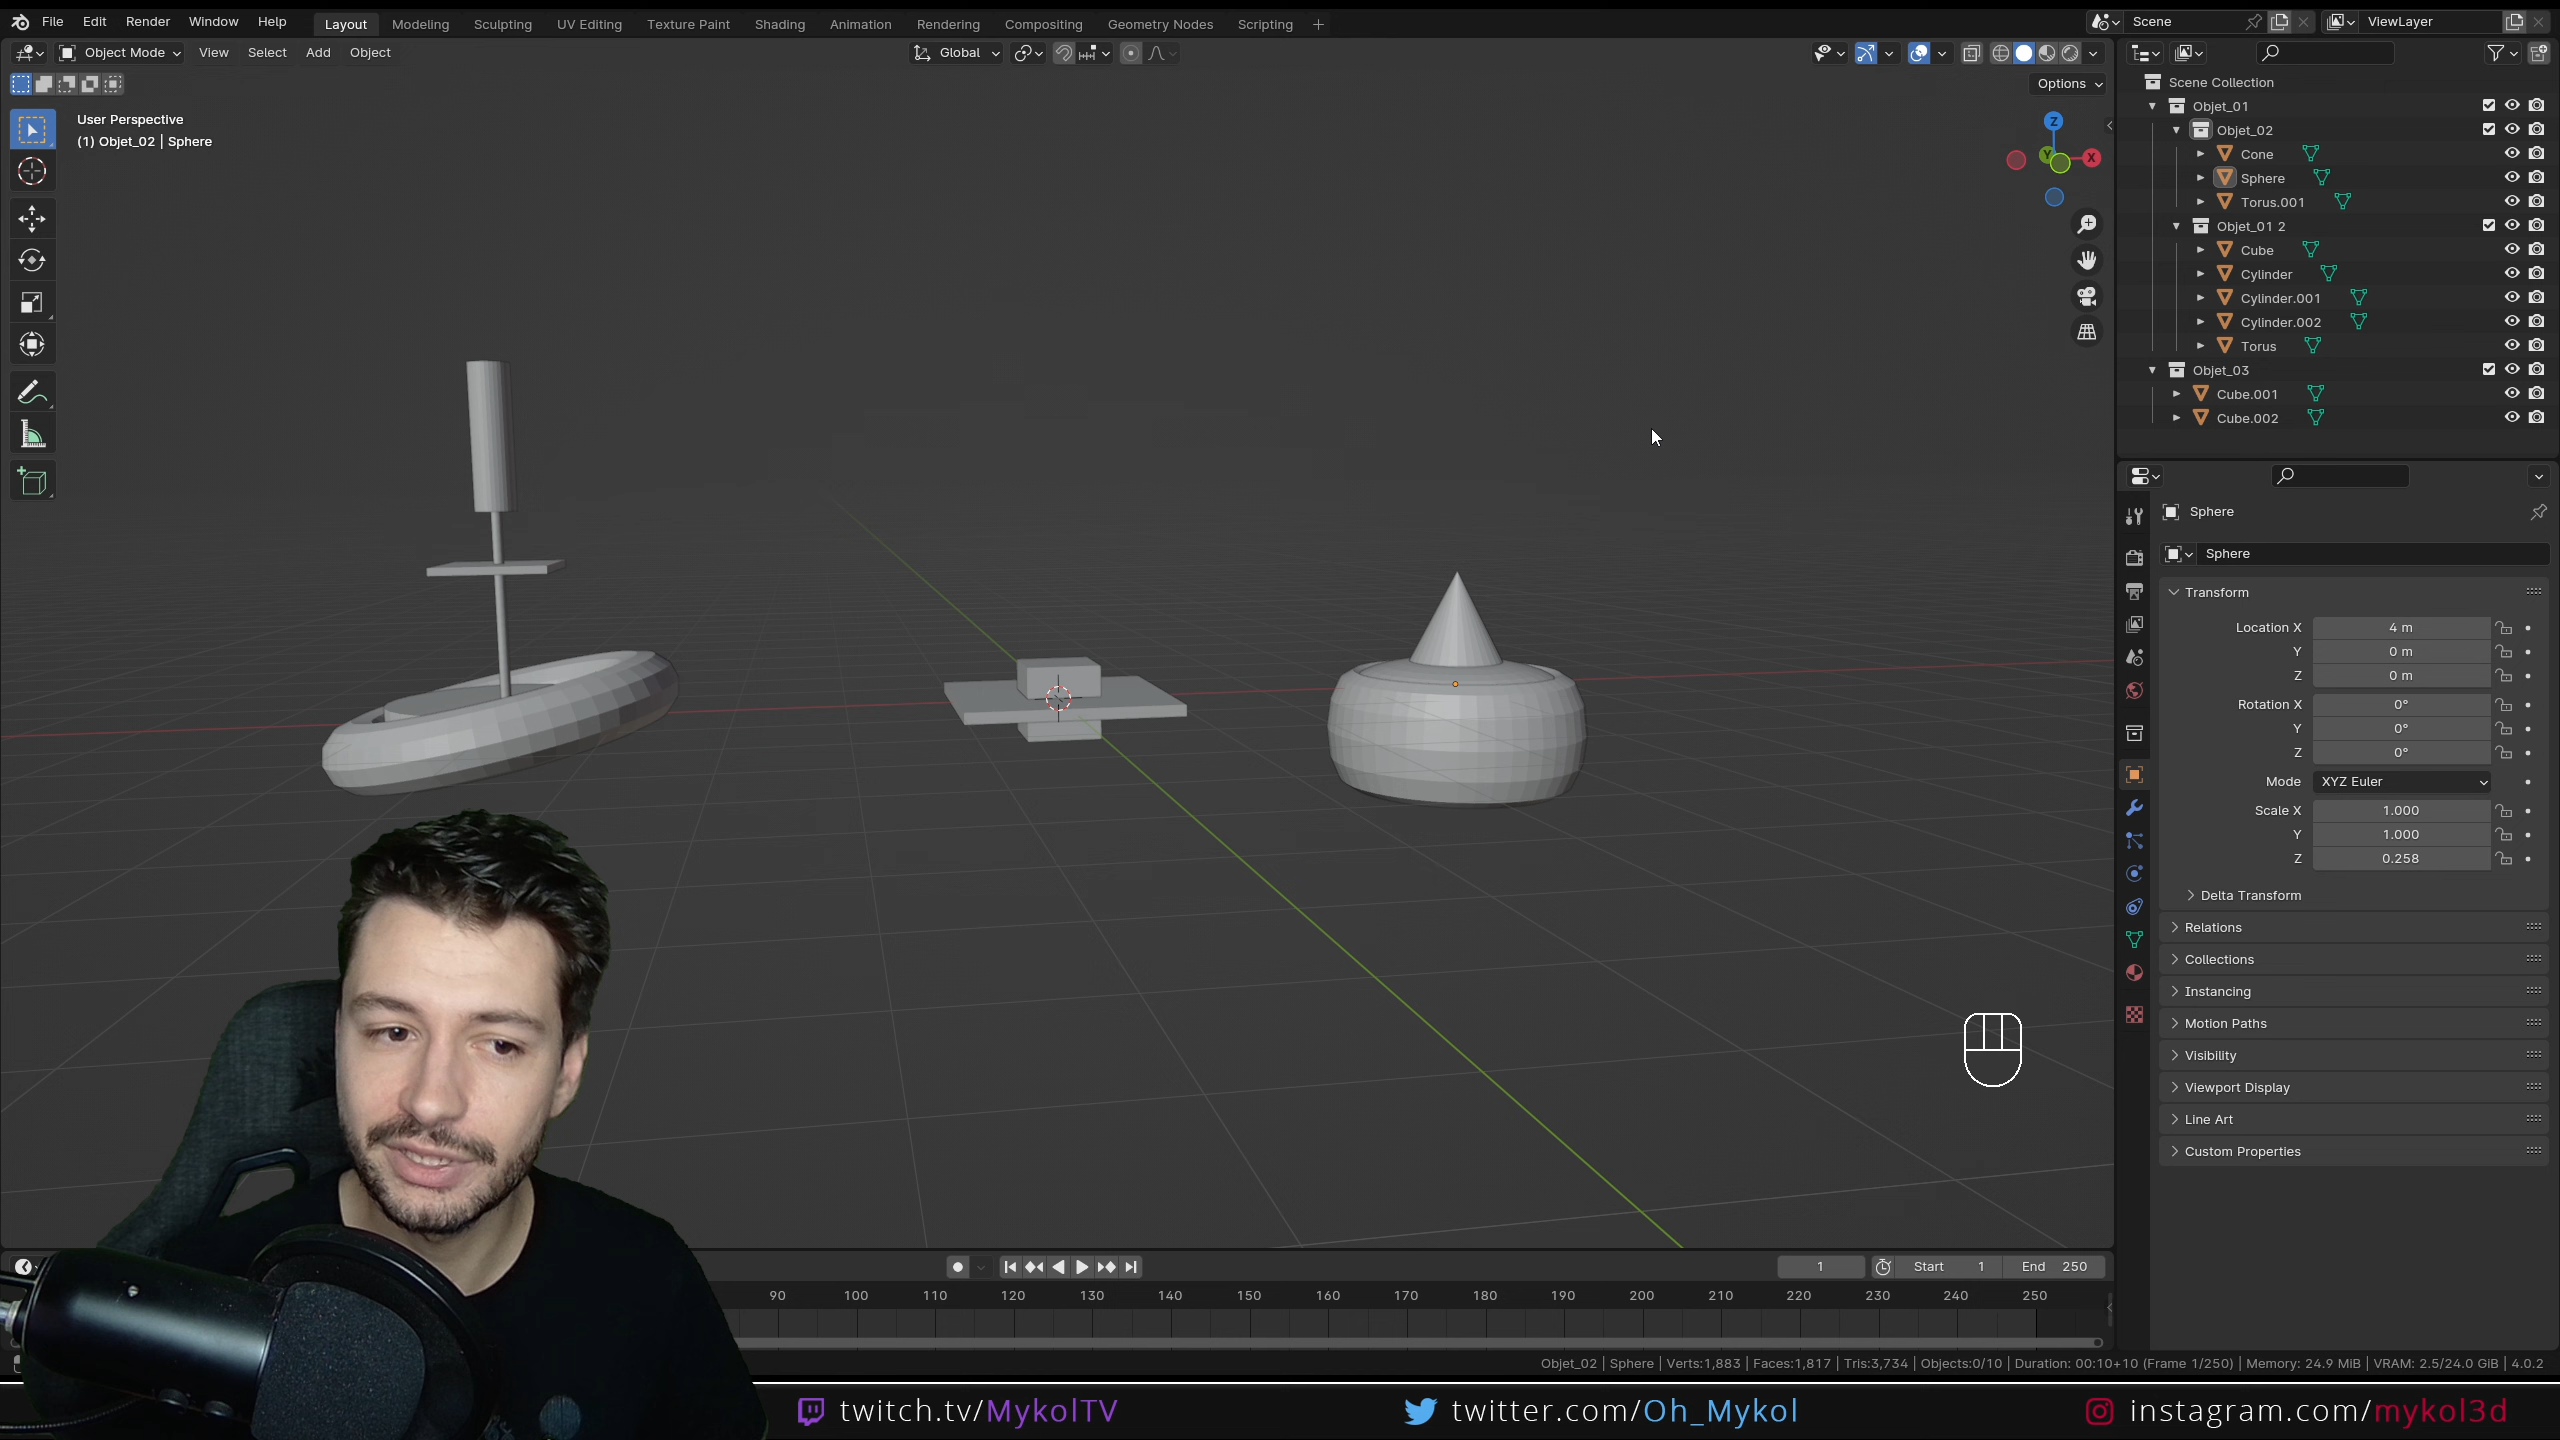 File Edit Render Window Help Layout Modeling Sculpting UV Editing Texture Paint Shading Animation Rendering Compositing Geometry Nodes Scripting Scene ViewLayer
Object Mode View Select Add Object Global
Options
User Perspective
(1) Objet_02 | Sphere
Z
Y
X
Scene Collection
Objet_01
Objet_02
Cone
Sphere
Torus.001
Objet_01 2
Cube
Cylinder
Cylinder.001
Cylinder.002
Torus
Objet_03
Cube.001
Cube.002
Sphere
Sphere
Transform
Location X 4 m
Y 0 m
Z 0 m
Rotation X 0°
Y 0°
Z 0°
Mode XYZ Euler
Scale X 1.000
Y 1.000
Z 0.258
Delta Transform
Relations
Collections
Instancing
Motion Paths
Visibility
Viewport Display
Line Art
Custom Properties
1 Start 1 End 250
90 100 110 120 130 140 150 160 170 180 190 200 210 220 230 240 250
Objet_02 | Sphere | Verts:1,883 | Faces:1,817 | Tris:3,734 | Objects:0/10 | Duration: 00:10+10 (Frame 1/250) | Memory: 24.9 MiB | VRAM: 2.5/24.0 GiB | 4.0.2
twitch.tv/MykolTV twitter.com/Oh_Mykol instagram.com/mykol3d